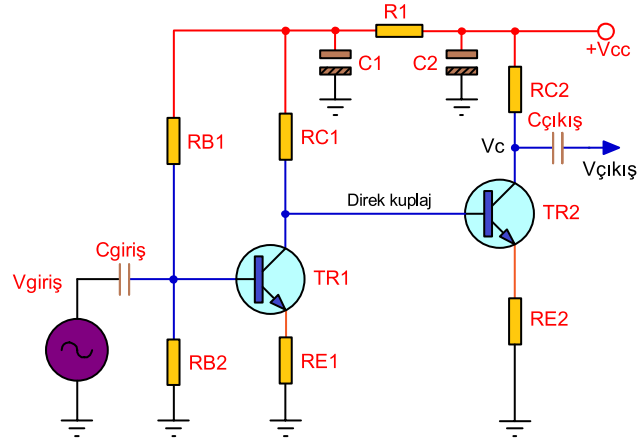 R1
+Vcc
C1
C2
RC2
RB1
RC1
Cçıkış
Vc
Vçıkış
Direk kuplaj
TR2
Cgiriş
TR1
Vgiriş
RE2
RB2
RE1